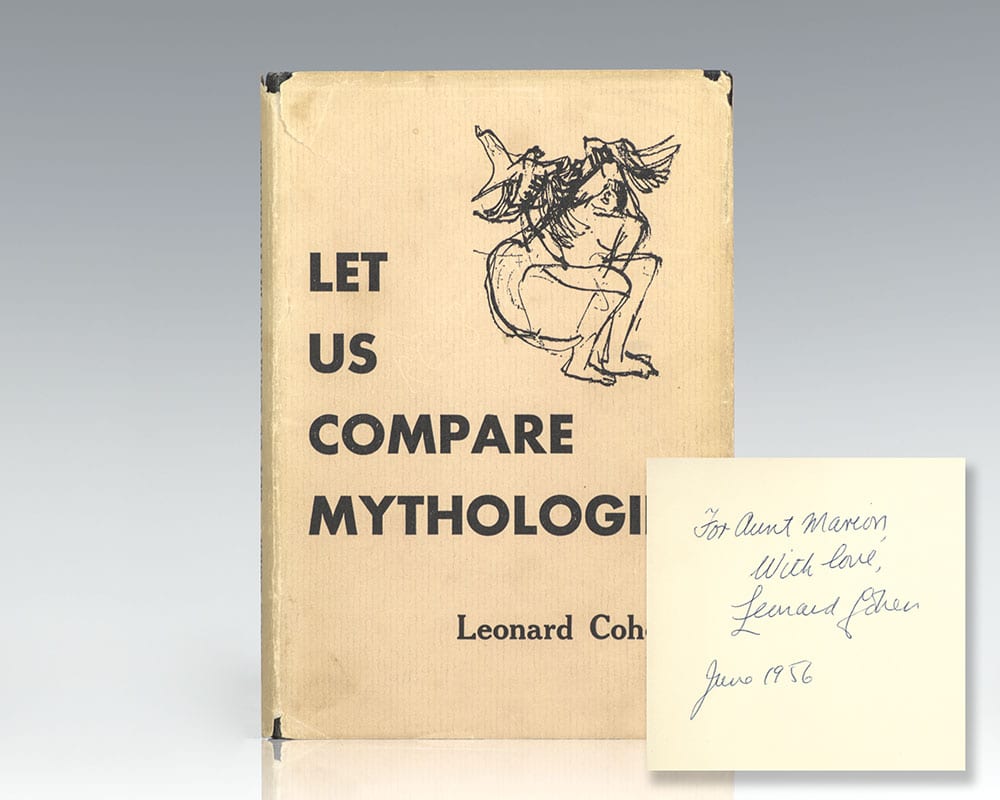 LET
US
COMPARE
MYTHOLOGI
Leonard Coh
For Aunt Marion,
With love,
Leonard Cohen
June 1956